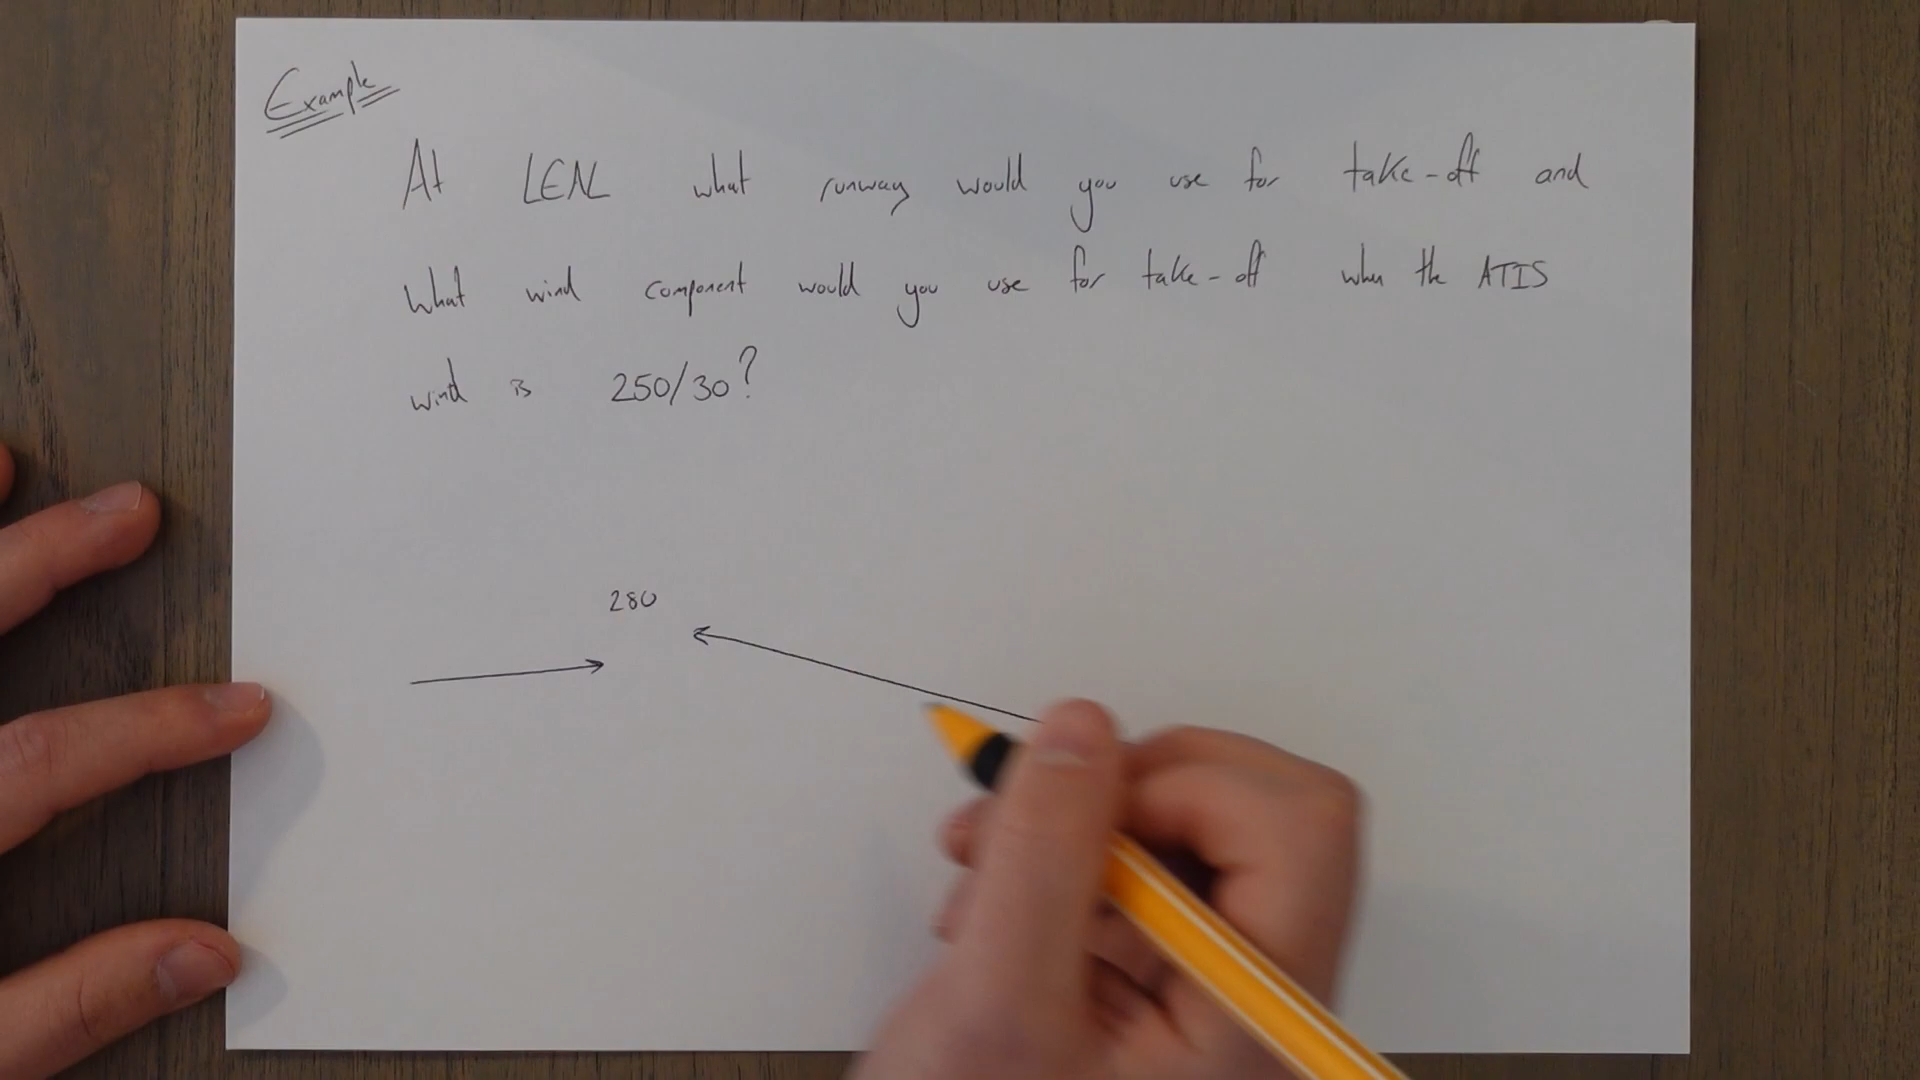 Example
At LEAL what runway would you use for take-off and
what wind component would you use for take-off when the ATIS
wind is 250/30?
280